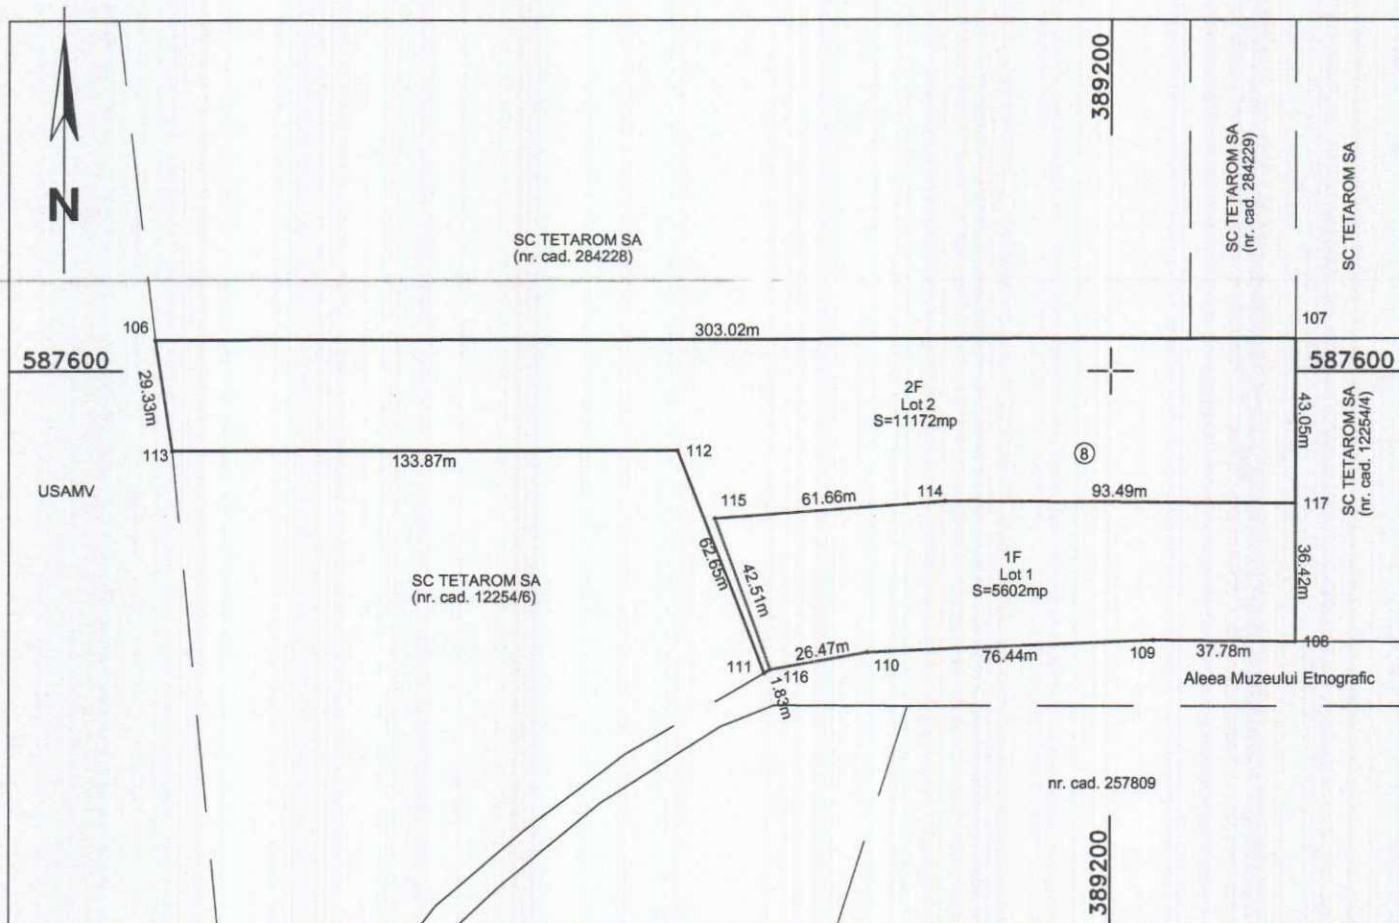 389200
SC TETAROM SA
(nr. cad. 284229)
SC TETAROM SA
N
SC TETAROM SA
(nr. cad. 284228)
106
303.02m
107
587600
587600
29.33m
2F
Lot 2
S=11172mp
43.05m
SC TETAROM SA
(nr. cad. 12254/4)
113
133.87m
112
8
USAMV
115
61.66m
114
93.49m
117
62.65m
42.51m
SC TETAROM SA
(nr. cad. 12254/6)
1F
Lot 1
S=5602mp
36.42m
111
116
1.83m
26.47m
110
76.44m
109
37.78m
108
Aleea Muzeului Etnografic
nr. cad. 257809
389200